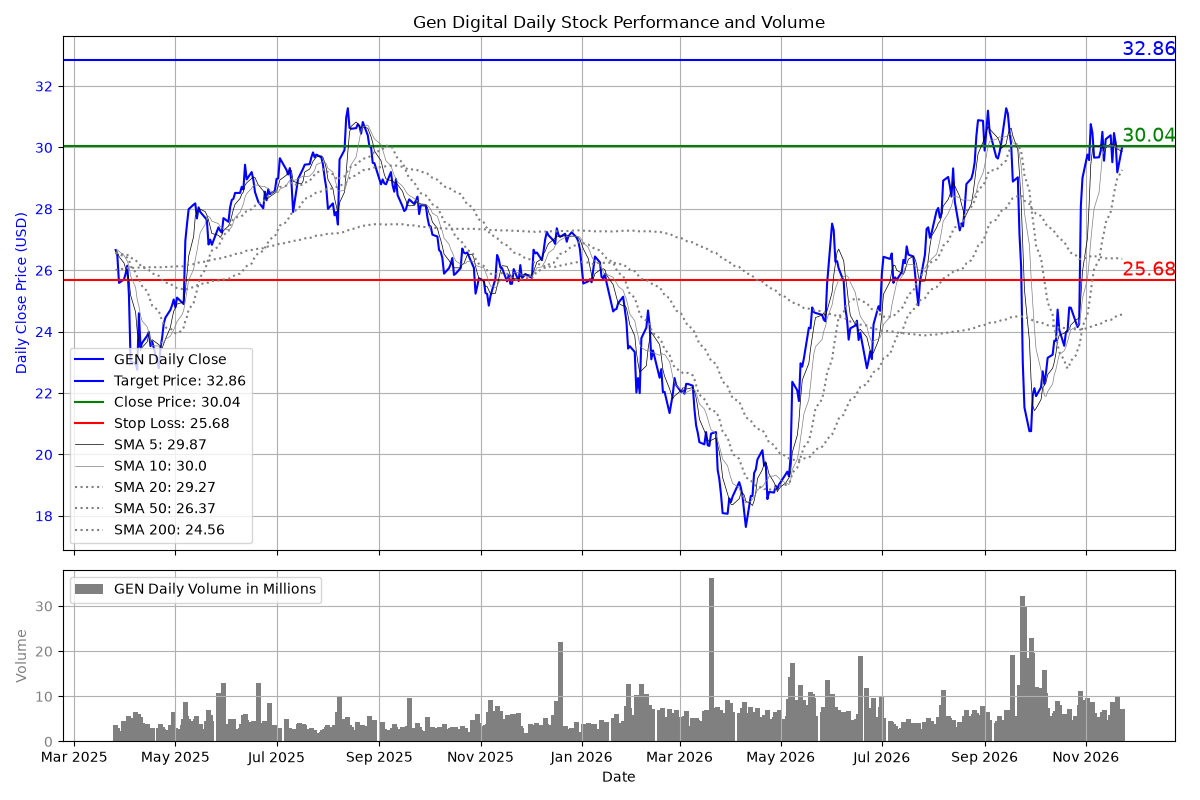 Gen Digital Daily Stock Performance and Volume
32.86
30.04
25.68
Daily Close Price (USD)
32
30
28
26
24
22
20
18
GEN Daily Close
Target Price: 32.86
Close Price: 30.04
Stop Loss: 25.68
SMA 5: 29.87
SMA 10: 30.0
SMA 20: 29.27
SMA 50: 26.37
SMA 200: 24.56
GEN Daily Volume in Millions
Volume
30
20
10
0
Mar 2025 May 2025 Jul 2025 Sep 2025 Nov 2025 Jan 2026 Mar 2026 May 2026 Jul 2026 Sep 2026 Nov 2026
Date